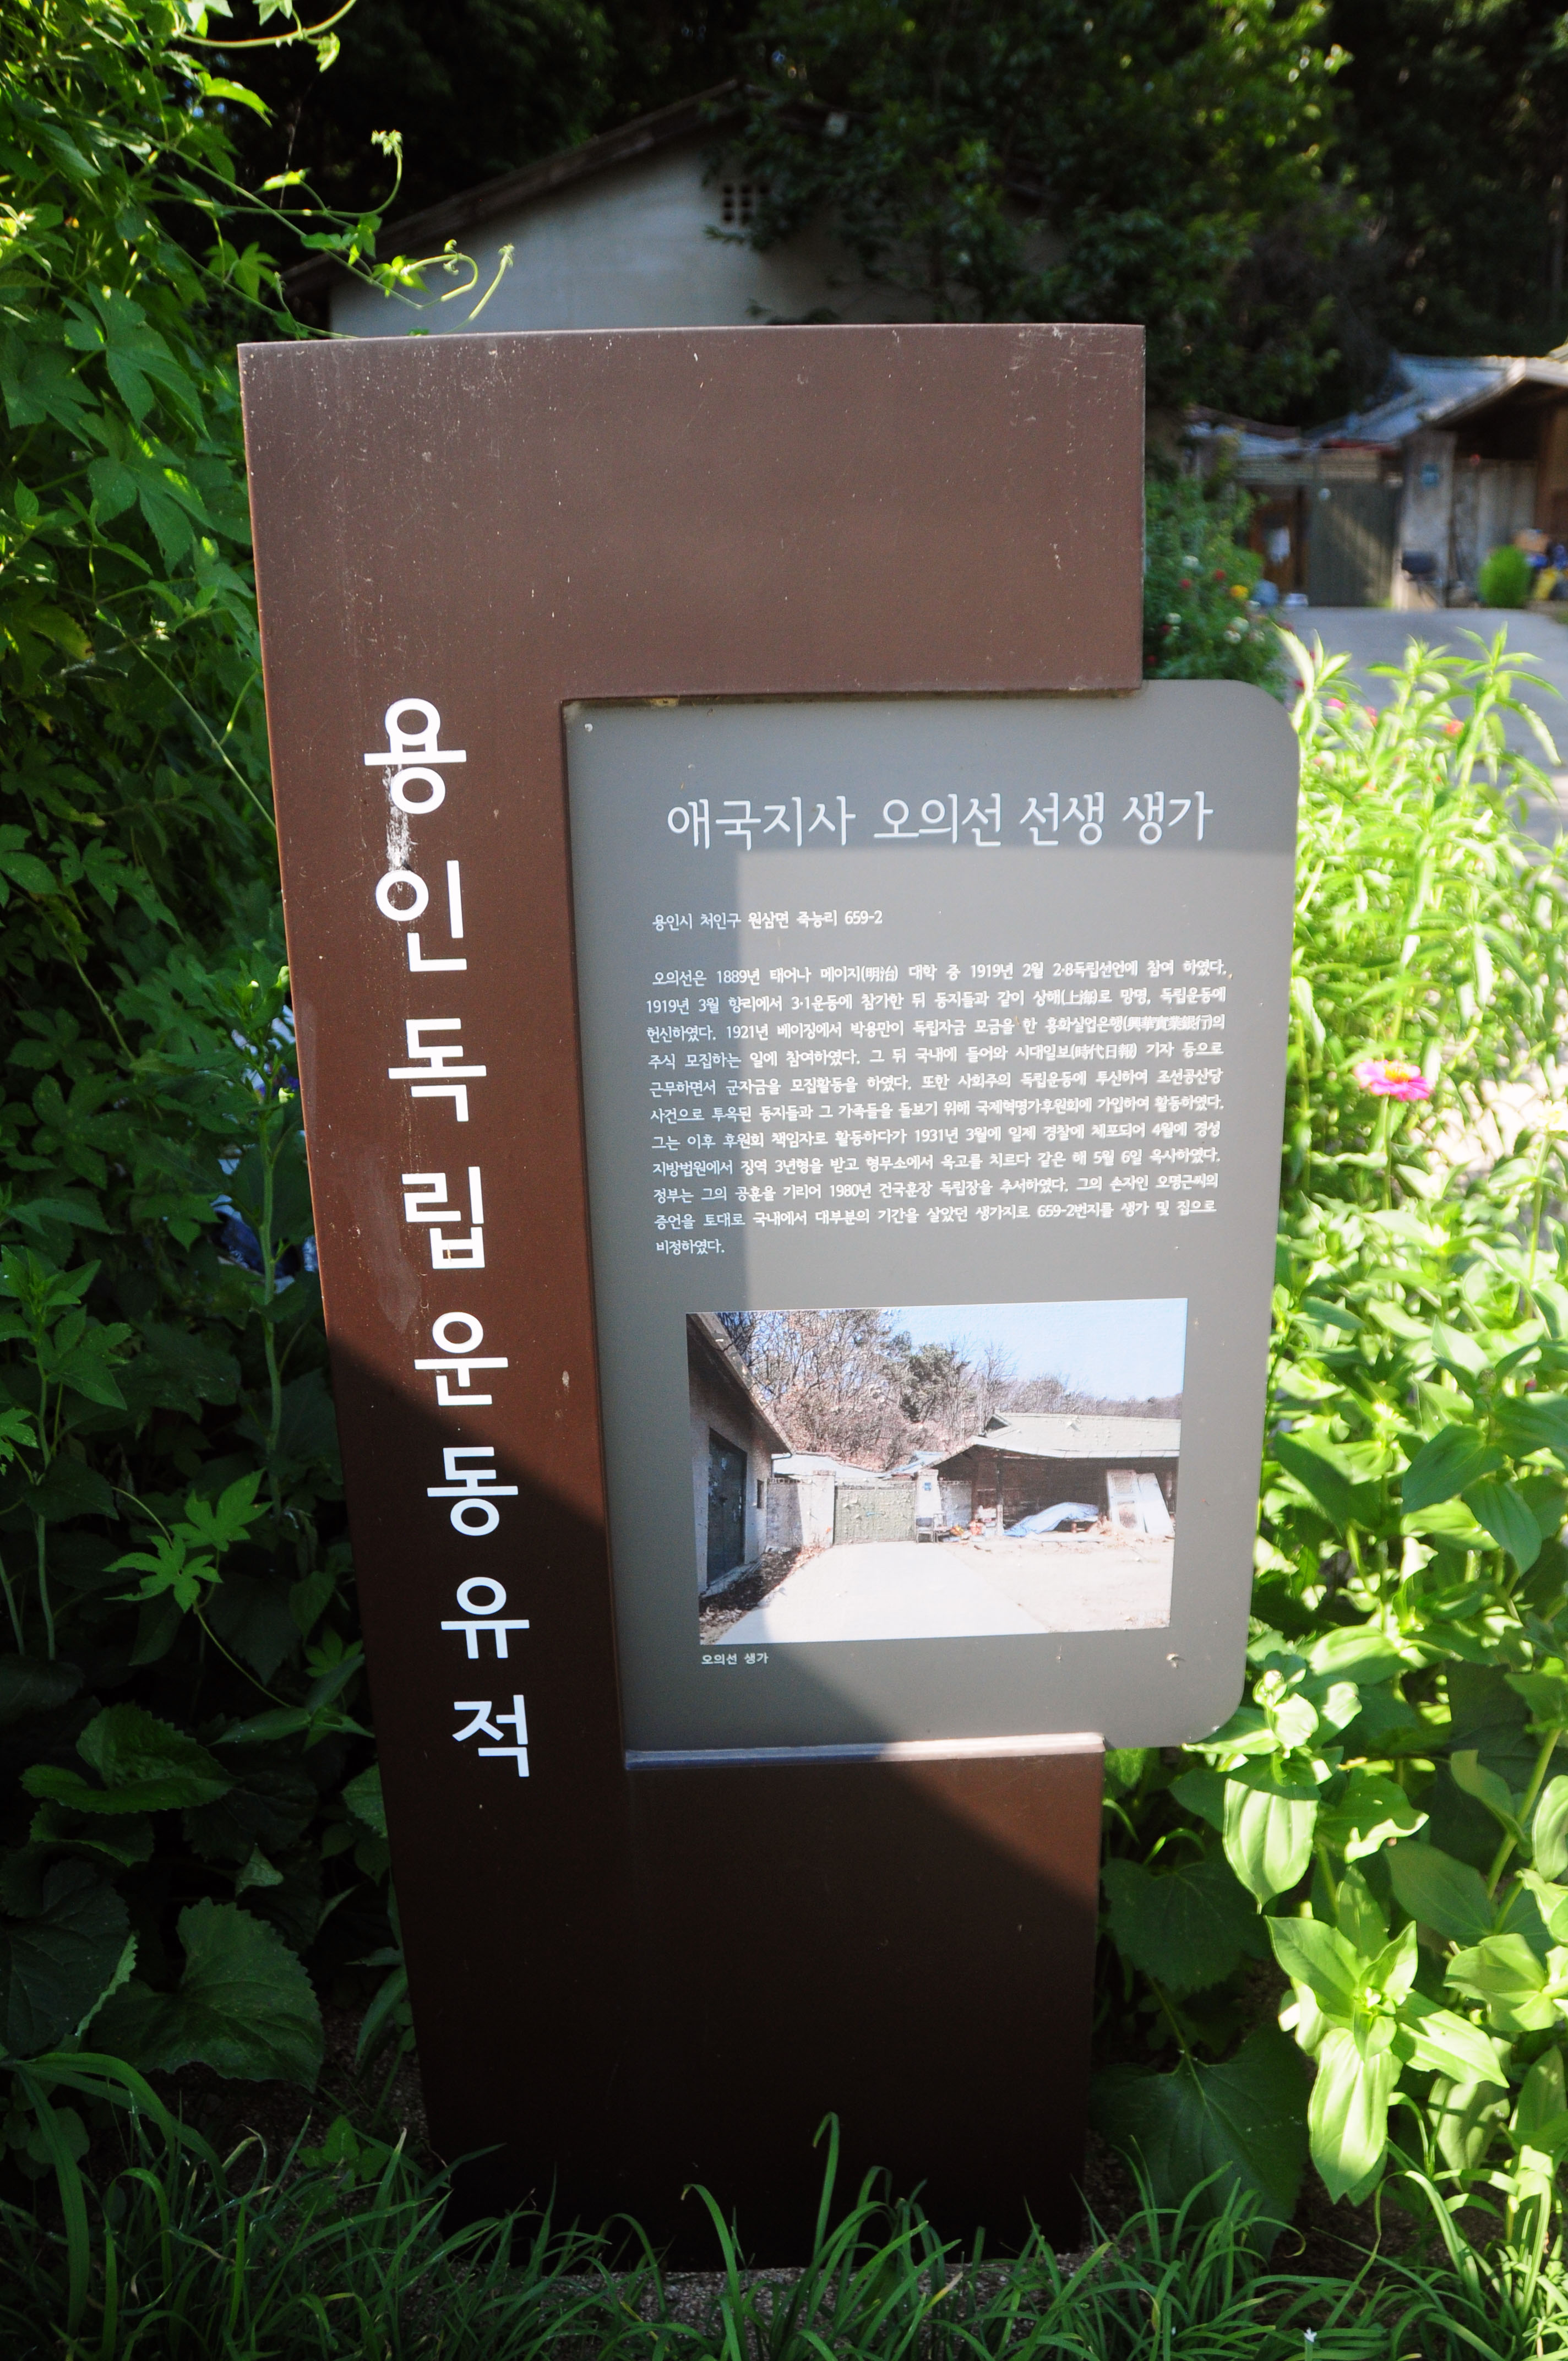 용인독립운동유적
애국지사 오의선 선생 생가
용인시 처인구 원삼면 죽능리 659-2
오의선은 1889년 태어나 메이지(明治) 대학 중 1919년 2월 2·8독립선언에 참여 하였다.
1919년 3월 향리에서 3·1운동에 참가한 뒤 동지들과 같이 상해(上海)로 망명, 독립운동에
헌신하였다. 1921년 베이징에서 박용만이 독립자금 모금을 한 흥화실업은행(興華實業銀行)의
주식 모집하는 일에 참여하였다. 그 뒤 국내에 들어와 시대일보(時代日報) 기자 등으로
근무하면서 군자금을 모집활동을 하였다. 또한 사회주의 독립운동에 투신하여 조선공산당
사건으로 투옥된 동지들과 그 가족들을 돌보기 위해 국제혁명가후원회에 가입하여 활동하였다.
그는 이후 후원회 책임자로 활동하다가 1931년 3월에 일제 경찰에 체포되어 4월에 경성
지방법원에서 징역 3년형을 받고 형무소에서 옥고를 치르다 같은 해 5월 6일 옥사하였다.
정부는 그의 공훈을 기리어 1980년 건국훈장 독립장을 추서하였다. 그의 손자인 오명근씨의
증언을 토대로 국내에서 대부분의 기간을 살았던 생가지로 659-2번지를 생가 및 집으로
비정하였다.
오의선 생가